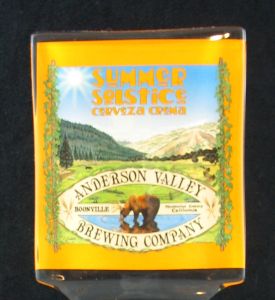 SUMMER
SOLSTICE
CERVEZA CREMA
ANDERSON VALLEY
BOONVILLE
Mendocino County
California
BREWING COMPANY